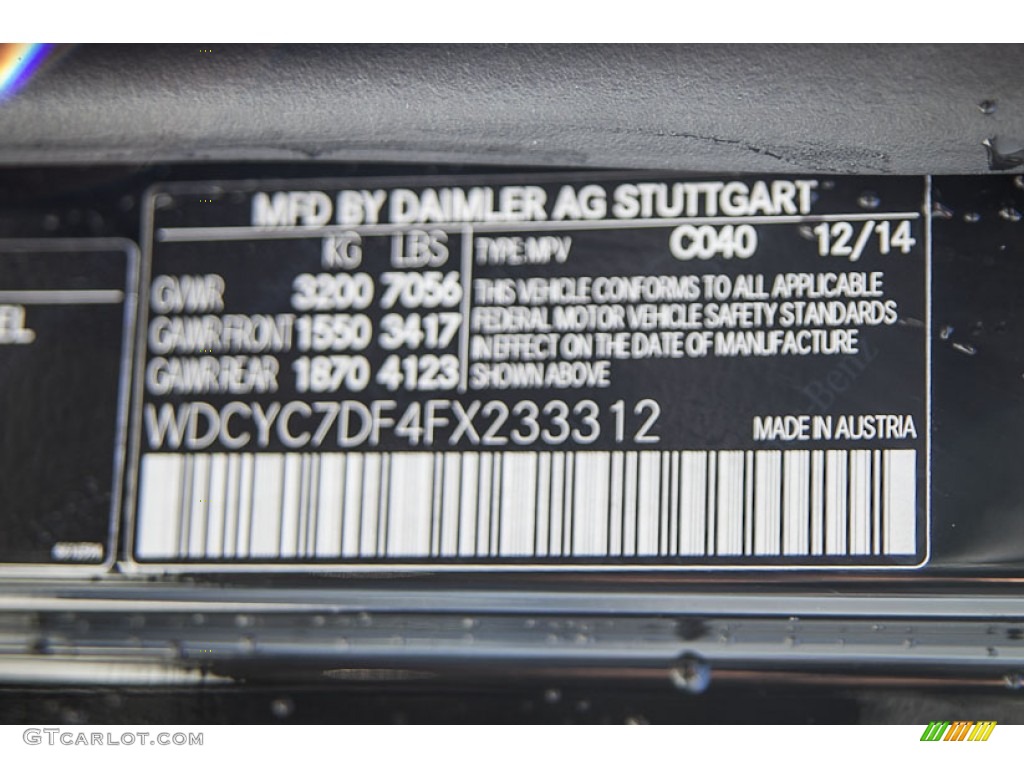 MFD BY DAIMLER AG STUTTGART
KG LBS
GVWR 3200 7056
GAWR FRONT 1550 3417
GAWR REAR 1870 4123
TYPE: MPV C040 12/14
THIS VEHICLE CONFORMS TO ALL APPLICABLE
FEDERAL MOTOR VEHICLE SAFETY STANDARDS
IN EFFECT ON THE DATE OF MANUFACTURE
SHOWN ABOVE
WDCYC7DF4FX233312
MADE IN AUSTRIA
GTCARLOT.COM